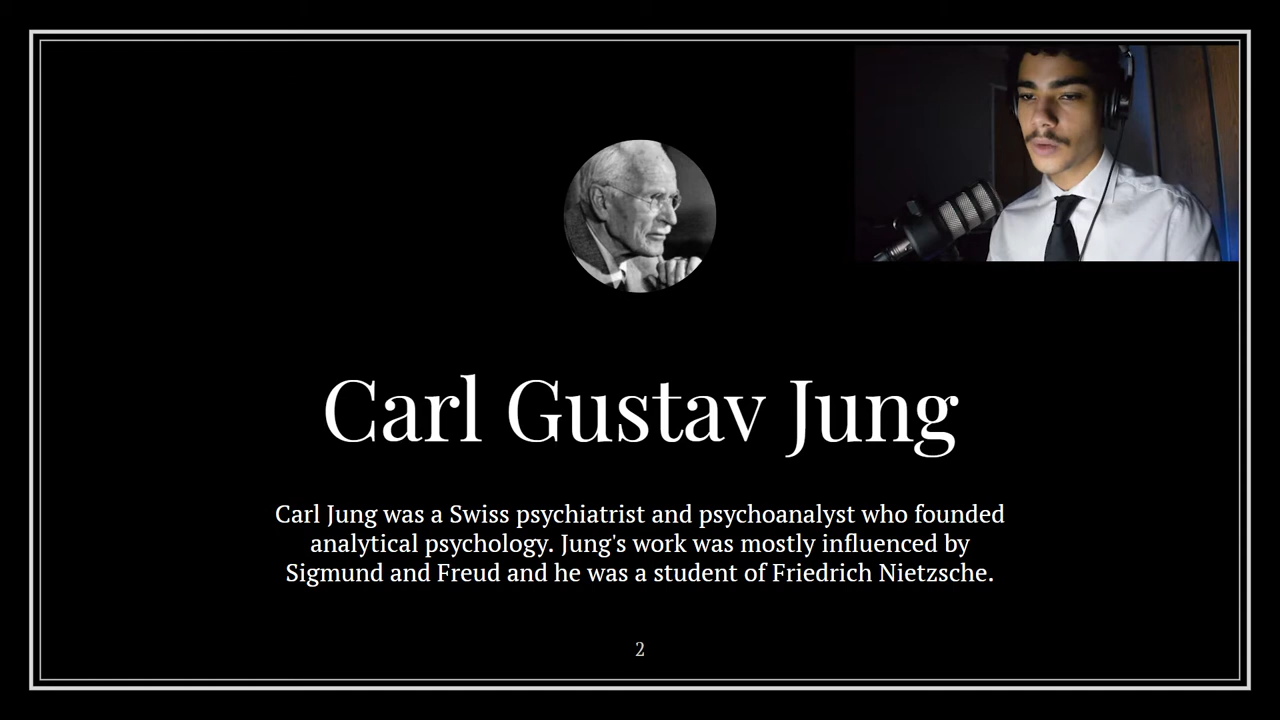 Carl Gustav Jung
Carl Jung was a Swiss psychiatrist and psychoanalyst who founded
analytical psychology. Jung's work was mostly influenced by
Sigmund and Freud and he was a student of Friedrich Nietzsche.
2